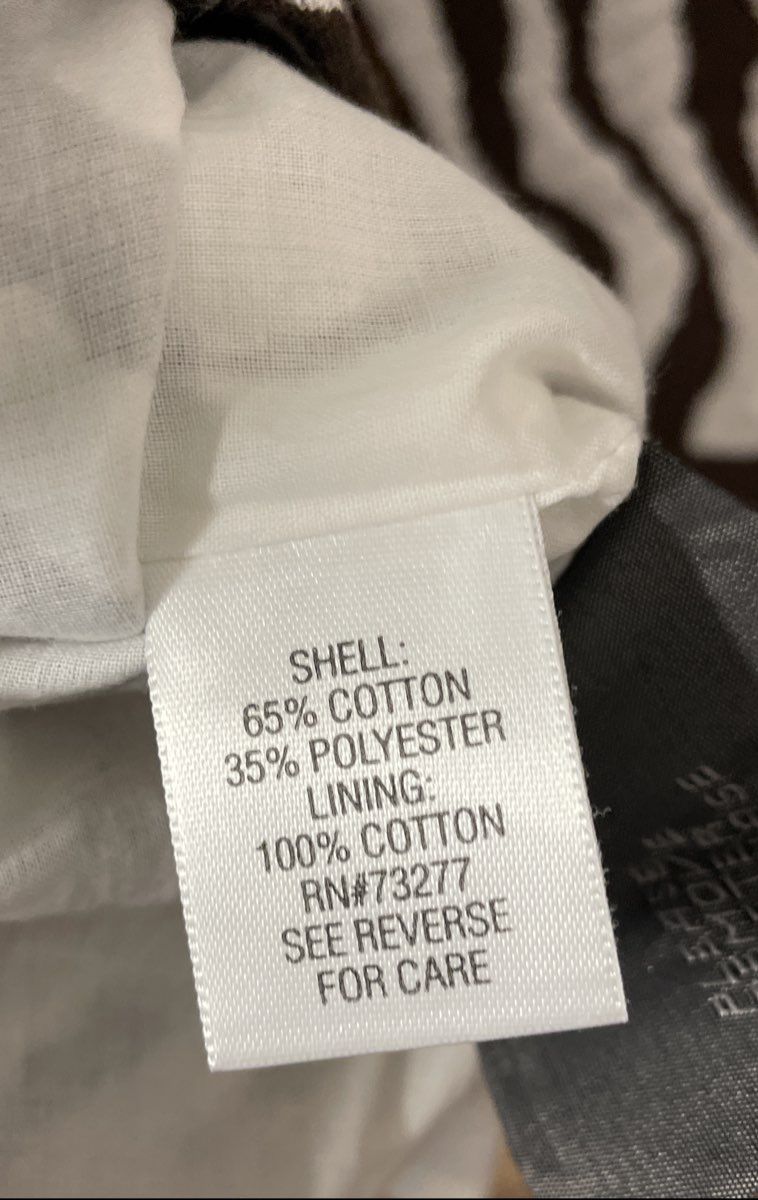 SHELL:
65% COTTON
35% POLYESTER
LINING:
100% COTTON
RN#73277
SEE REVERSE
FOR CARE